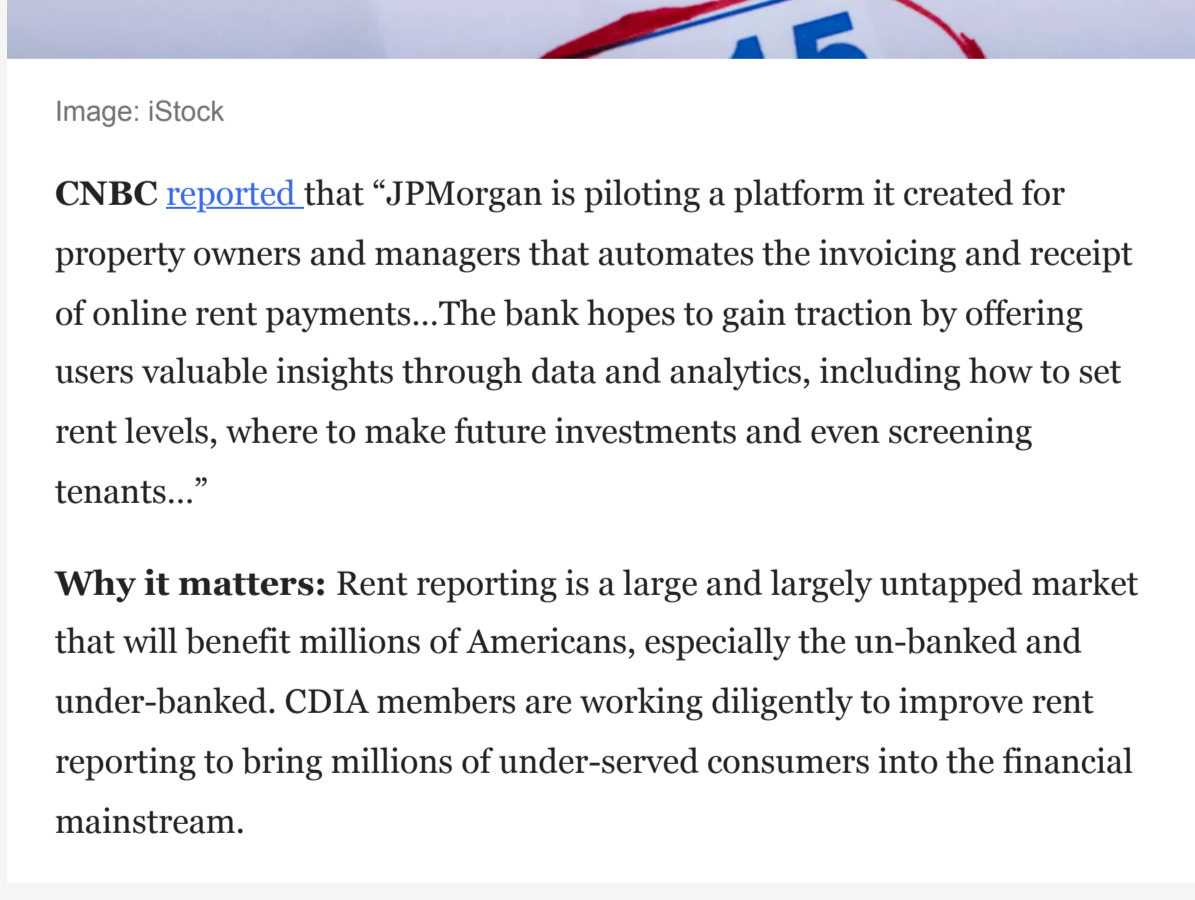 15
Image: iStock
CNBC reported that “JPMorgan is piloting a platform it created for
property owners and managers that automates the invoicing and receipt
of online rent payments...The bank hopes to gain traction by offering
users valuable insights through data and analytics, including how to set
rent levels, where to make future investments and even screening
tenants...”
Why it matters: Rent reporting is a large and largely untapped market
that will benefit millions of Americans, especially the un-banked and
under-banked. CDIA members are working diligently to improve rent
reporting to bring millions of under-served consumers into the financial
mainstream.